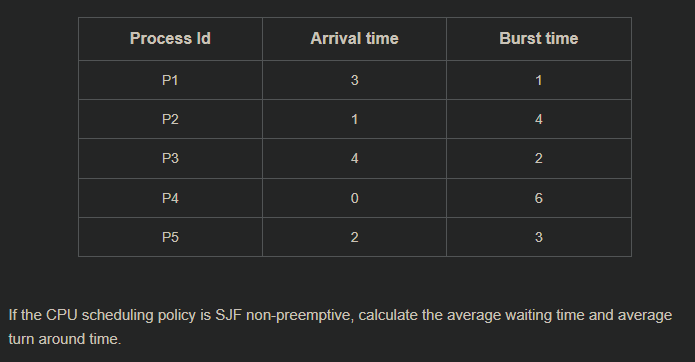 Process Id Arrival time Burst time
P1 3 1
P2 1 4
P3 4 2
P4 0 6
P5 2 3
If the CPU scheduling policy is SJF non-preemptive, calculate the average waiting time and average
turn around time.